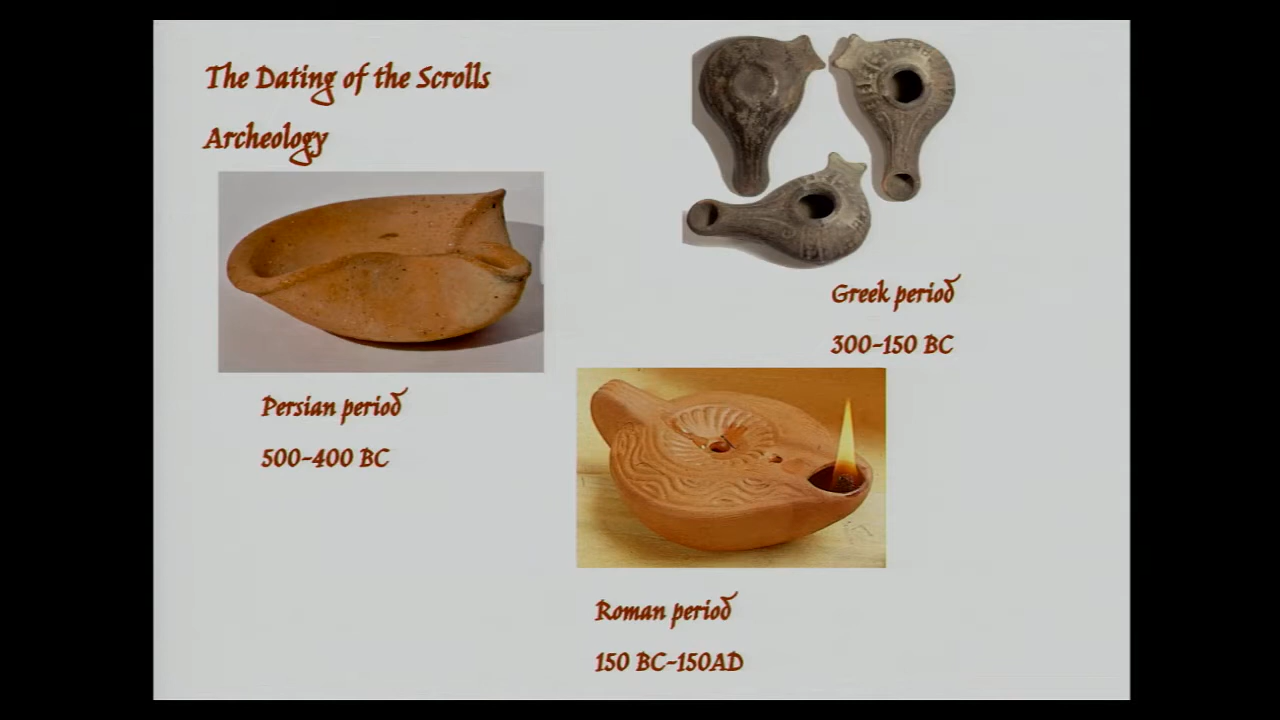 The Dating of the Scrolls
Archeology
Persian period
500-400 BC
Greek period
300-150 BC
Roman period
150 BC-150AD